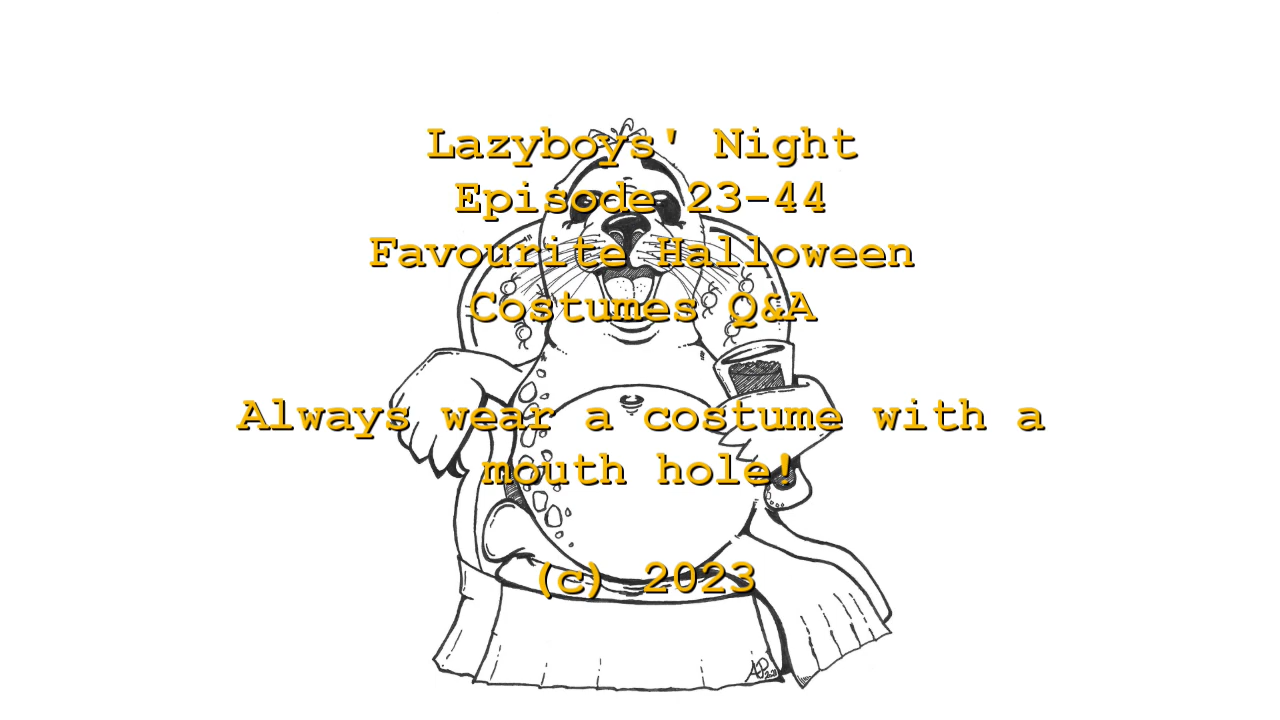 Lazyboys' Night
Episode 23-44
Favourite Halloween
Costumes Q&A
Always wear a costume with a
mouth hole!
(c) 2023